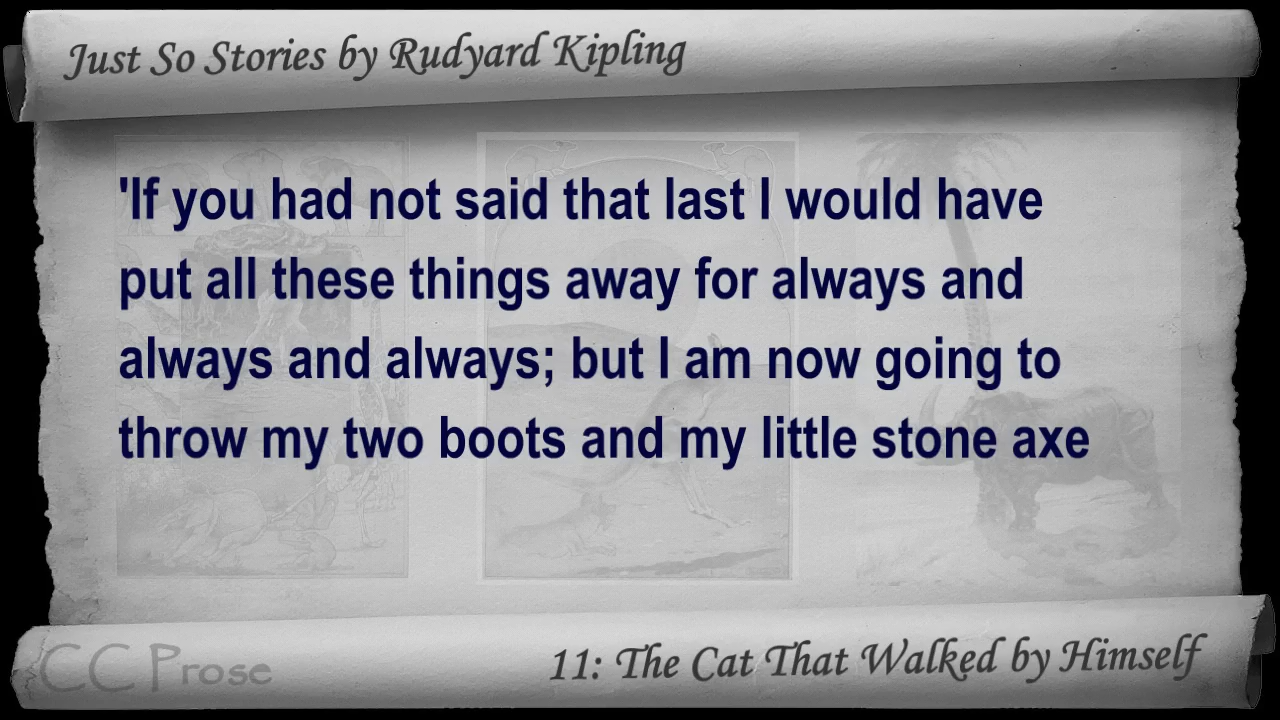 Just So Stories by Rudyard Kipling
'If you had not said that last I would have
put all these things away for always and
always and always; but I am now going to
throw my two boots and my little stone axe
CC Prose
11: The Cat That Walked by Himself